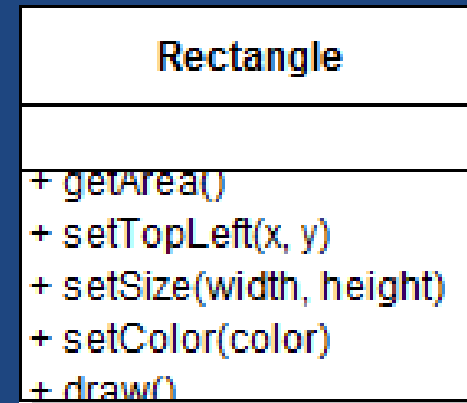 Rectangle
+ getArea()
+ setTopLeft(x, y)
+ setSize(width, height)
+ setColor(color)
+ draw()